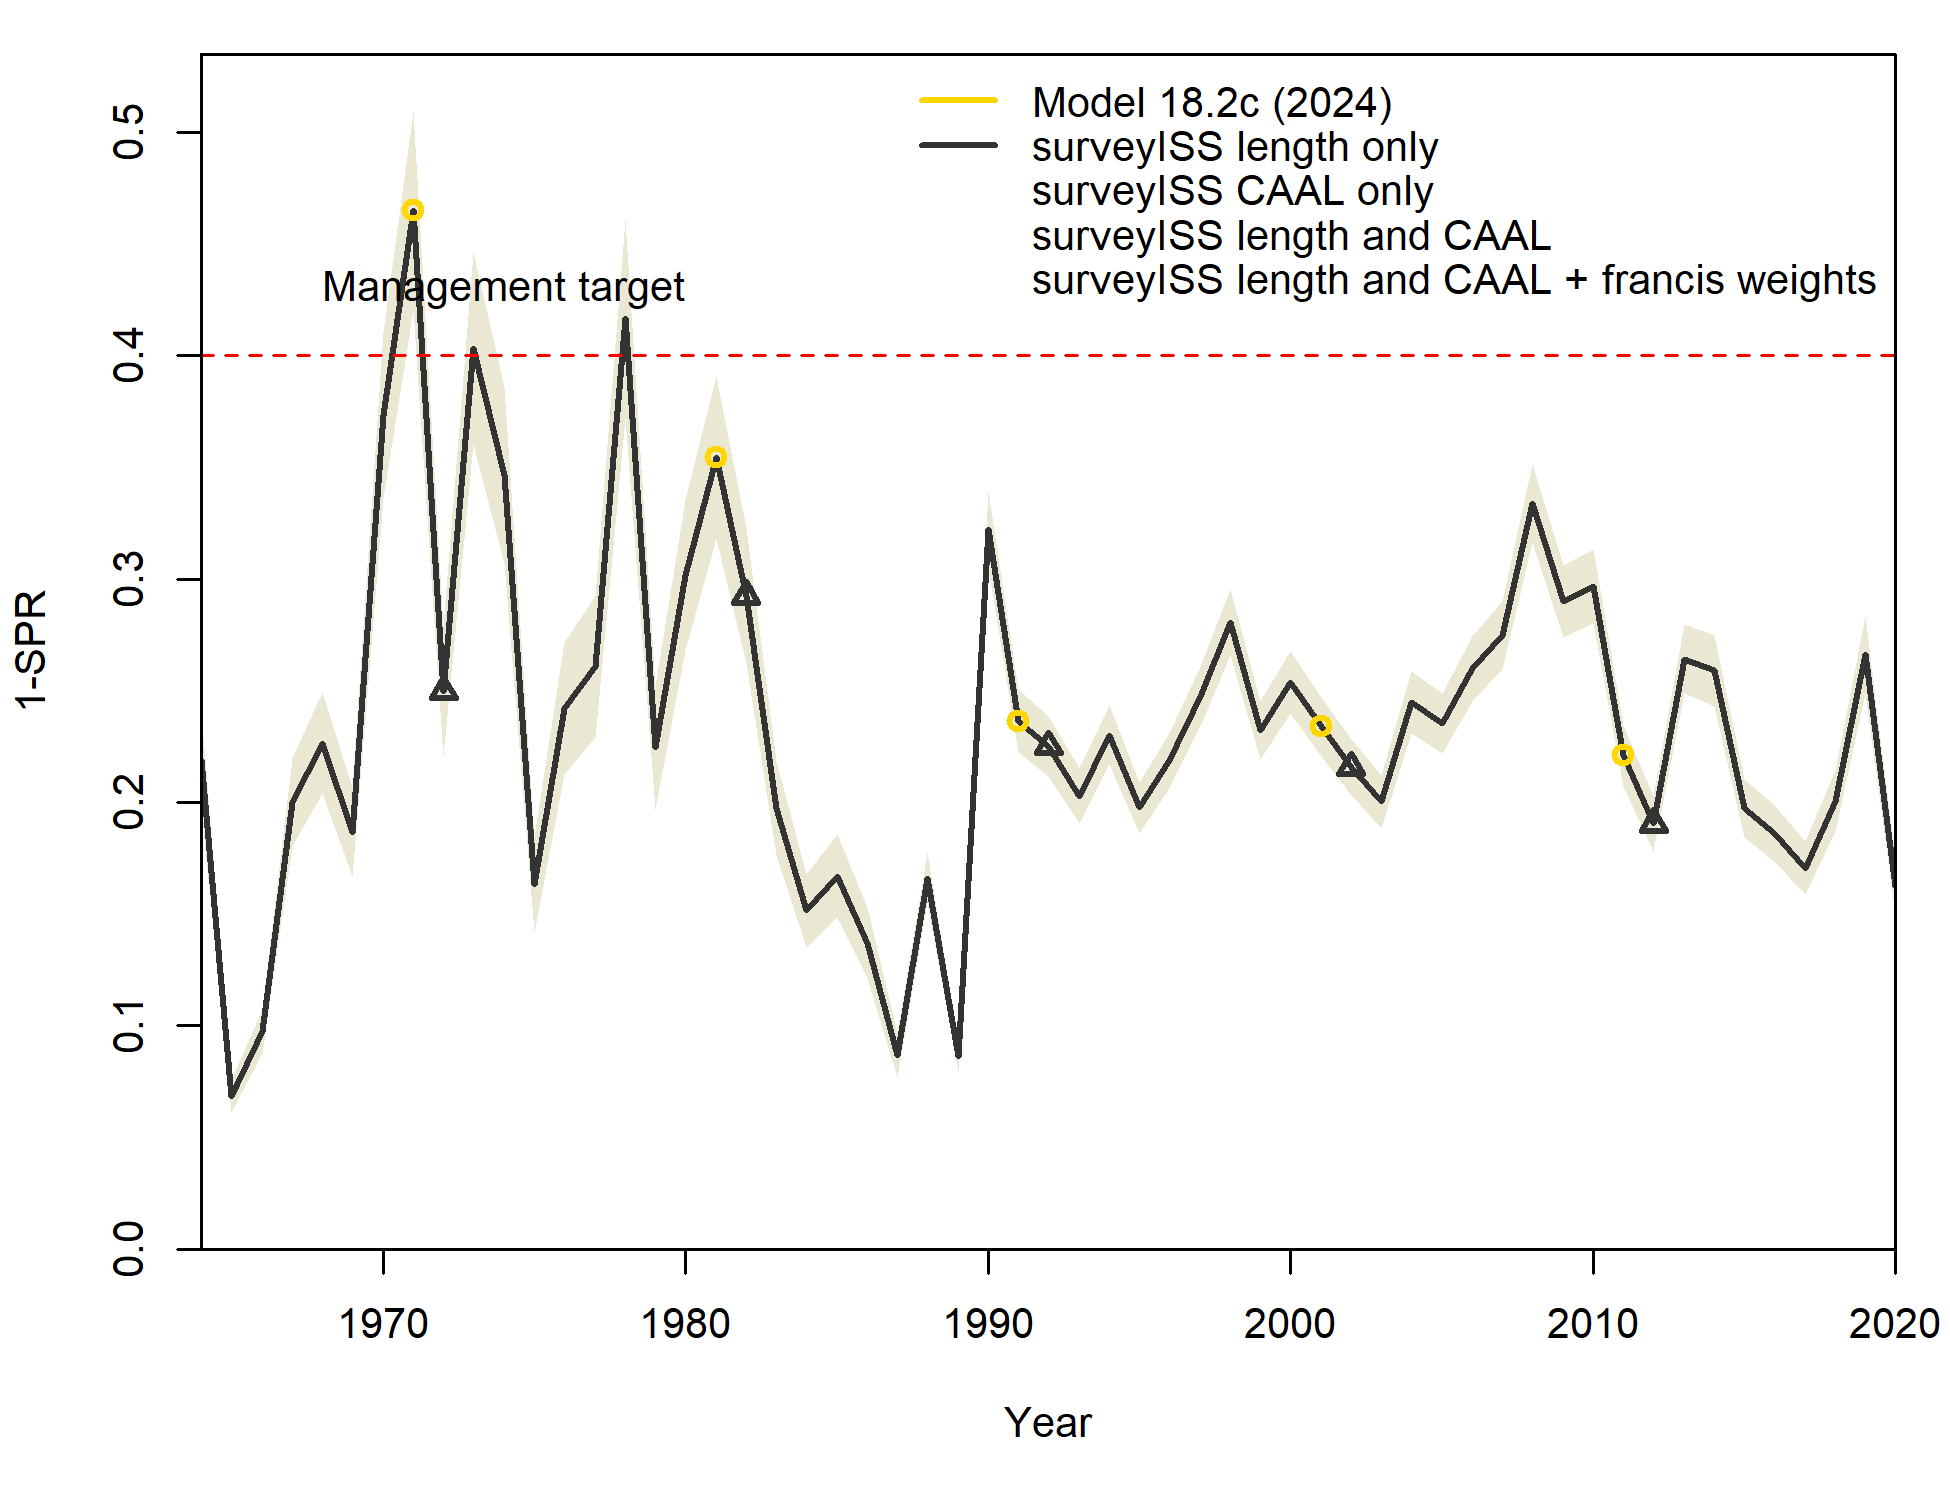 Model 18.2c (2024)
surveyISS length only
surveyISS CAAL only
surveyISS length and CAAL
surveyISS length and CAAL + francis weights
Management target
0.5
0.4
0.3
0.2
0.1
0.0
1-SPR
1970 1980 1990 2000 2010 2020
Year